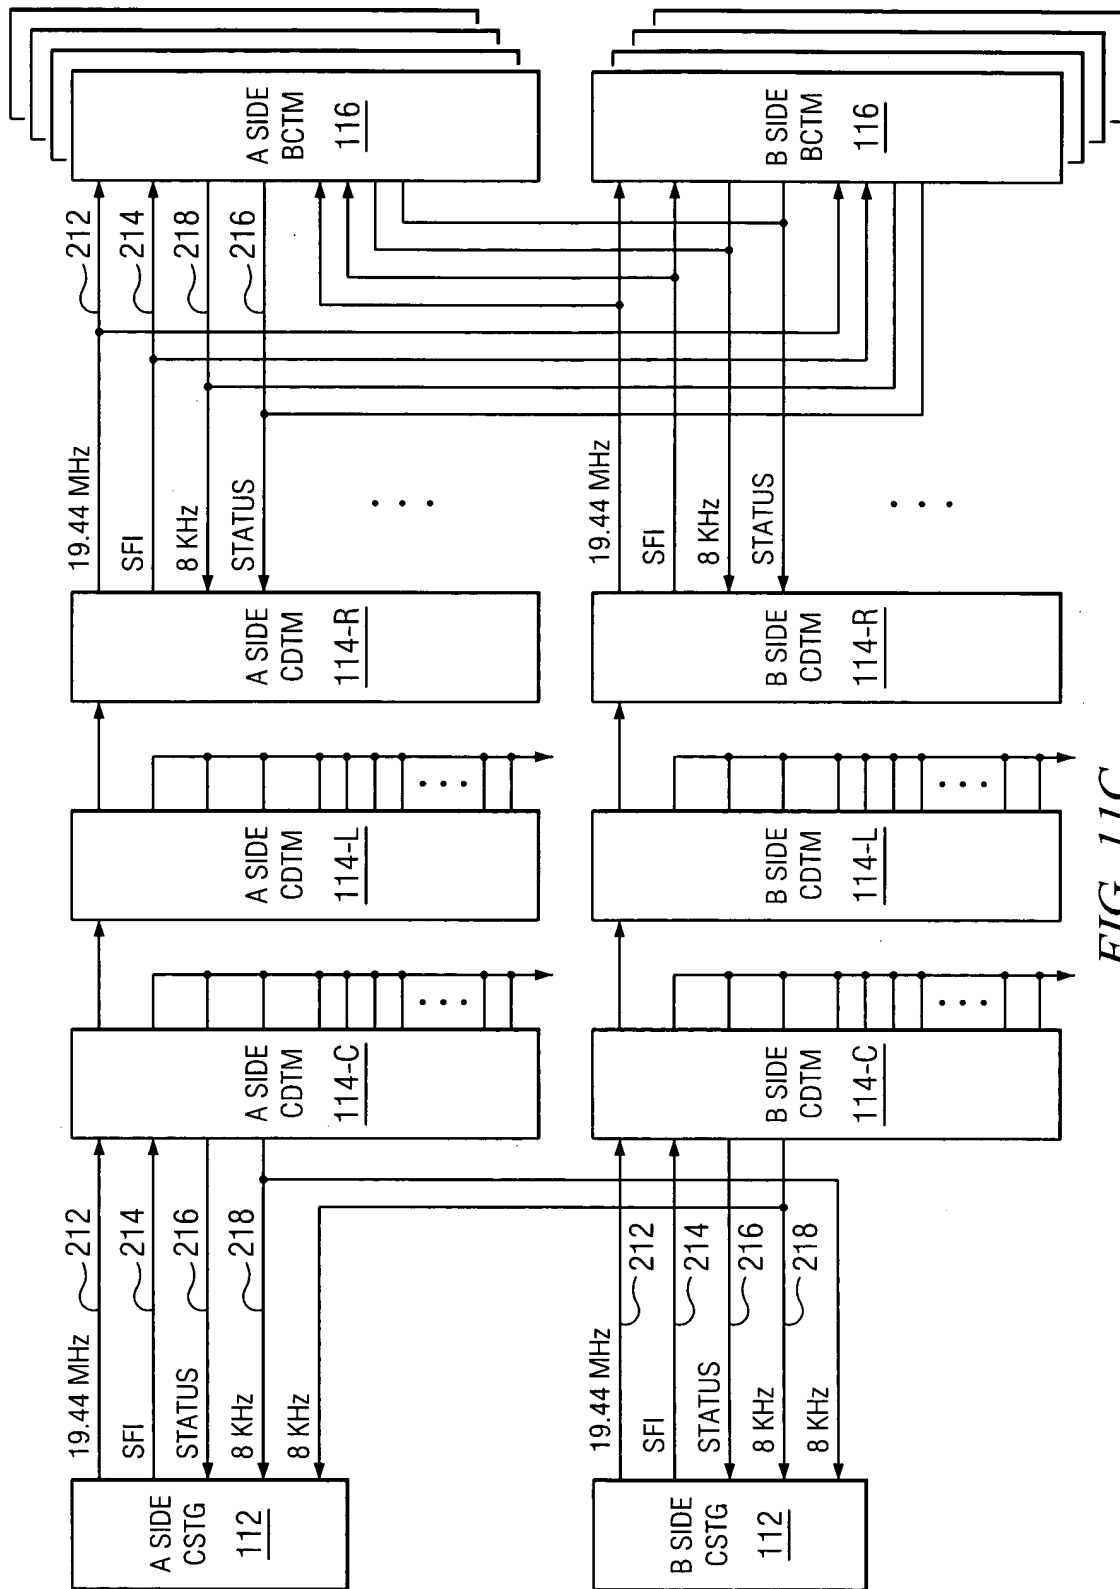 A SIDE
CSTG
112
19.44 MHz
212
SFI
214
STATUS
216
8 KHz
218
8 KHz
A SIDE
CDTM
114-C
• • •
A SIDE
CDTM
114-L
• • •
A SIDE
CDTM
114-R
19.44 MHz
212
SFI
214
8 KHz
218
STATUS
216
• • •
A SIDE
BCTM
116
B SIDE
CSTG
112
19.44 MHz
212
SFI
214
STATUS
216
8 KHz
218
8 KHz
B SIDE
CDTM
114-C
• • •
B SIDE
CDTM
114-L
• • •
B SIDE
CDTM
114-R
19.44 MHz
SFI
8 KHz
STATUS
• • •
B SIDE
BCTM
116
FIG. 11C